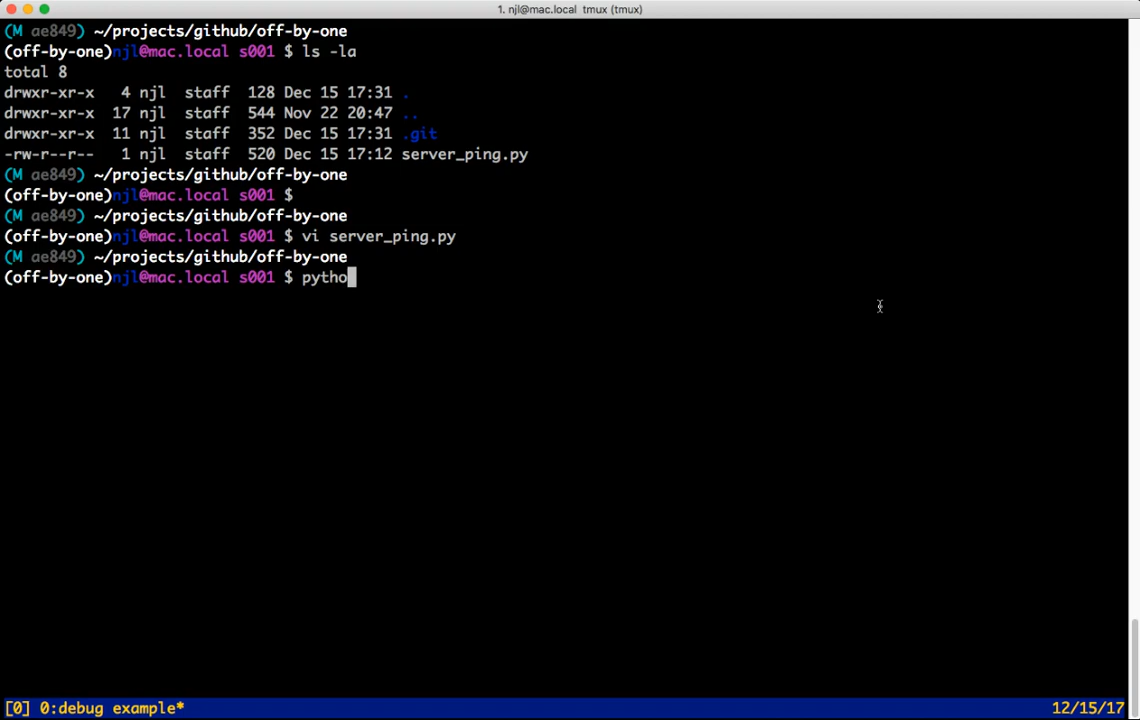 1. njl@mac.local tmux (tmux)
(M ae849) ~/projects/github/off-by-one
(off-by-one)njl@mac.local s001 $ ls -la
total 8
drwxr-xr-x   4 njl  staff  128 Dec 15 17:31 .
drwxr-xr-x  17 njl  staff  544 Nov 22 20:47 ..
drwxr-xr-x  11 njl  staff  352 Dec 15 17:31 .git
-rw-r--r--   1 njl  staff  520 Dec 15 17:12 server_ping.py
(M ae849) ~/projects/github/off-by-one
(off-by-one)njl@mac.local s001 $
(M ae849) ~/projects/github/off-by-one
(off-by-one)njl@mac.local s001 $ vi server_ping.py
(M ae849) ~/projects/github/off-by-one
(off-by-one)njl@mac.local s001 $ pytho
[0] 0:debug example* 12/15/17